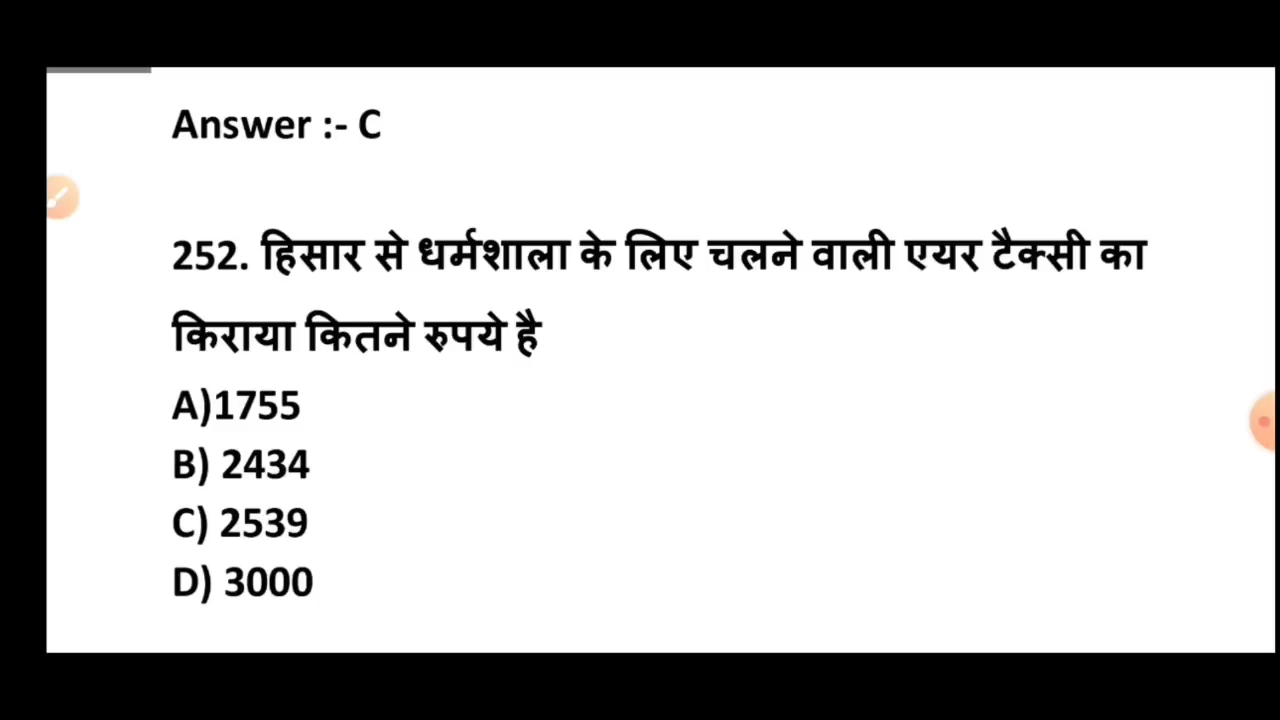 Answer :- C
252. हिसार से धर्मशाला के लिए चलने वाली एयर टैक्सी का
किराया कितने रुपये है
A)1755
B) 2434
C) 2539
D) 3000